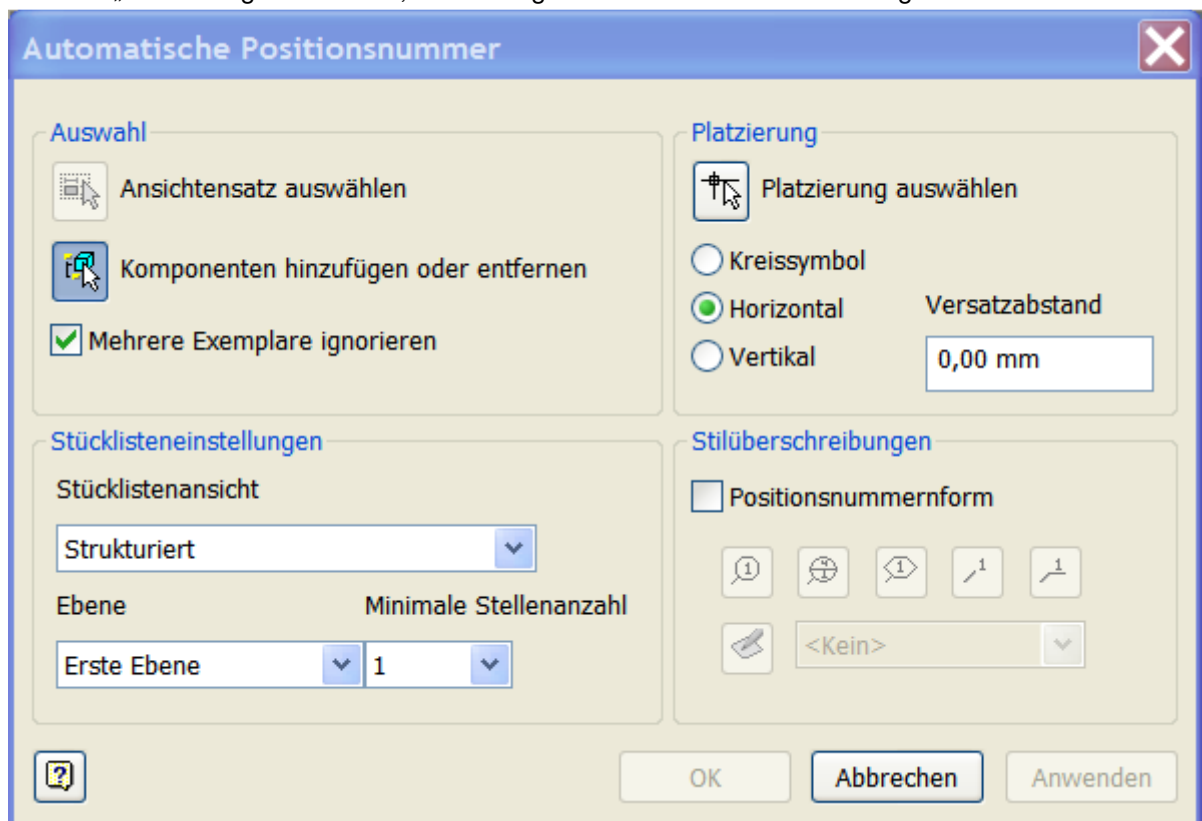 Automatische Positionsnummer
Auswahl
Ansichtensatz auswählen
Komponenten hinzufügen oder entfernen
Mehrere Exemplare ignorieren
Platzierung
Platzierung auswählen
Kreissymbol
Horizontal
Versatzabstand
Vertikal
0,00 mm
Stücklisteneinstellungen
Stücklistenansicht
Strukturiert
Ebene
Minimale Stellenanzahl
Erste Ebene
1
Stilüberschreibungen
Positionsnummernform
<Kein>
OK
Abbrechen
Anwenden